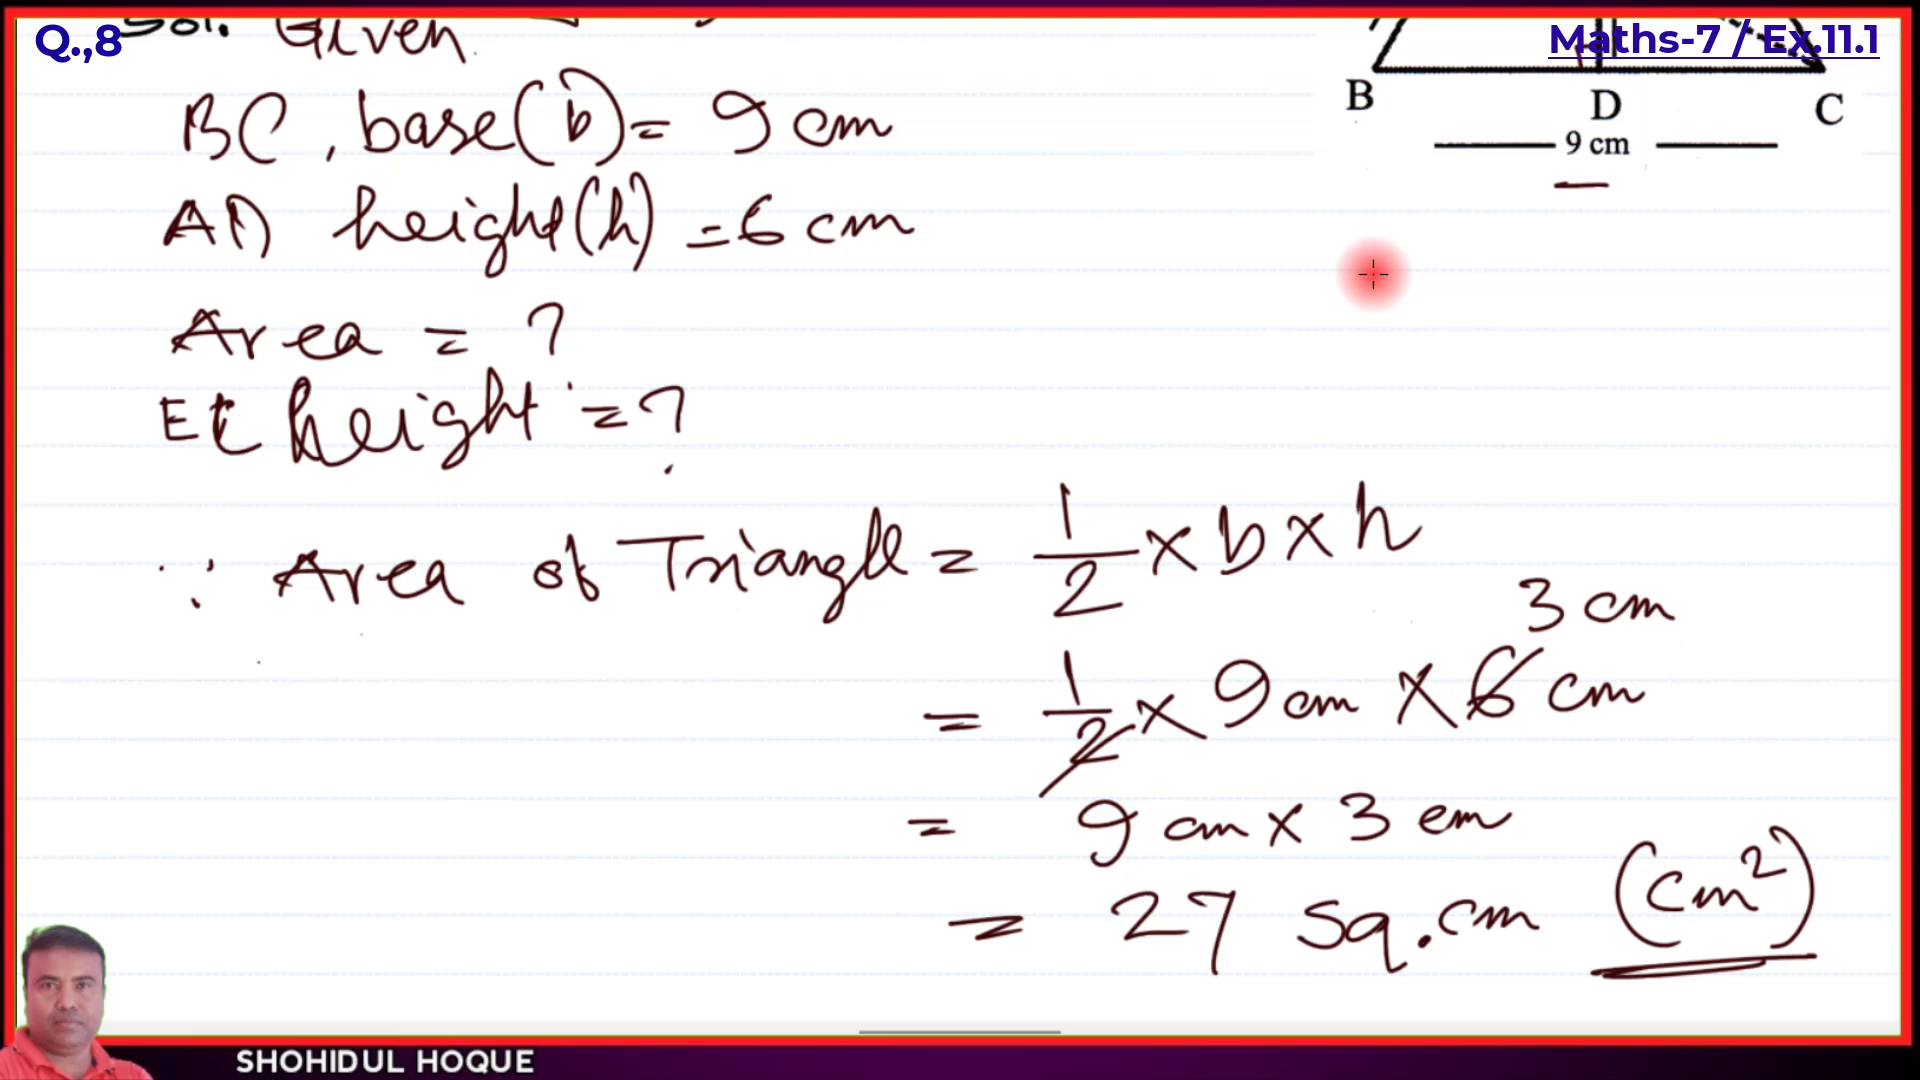 Sol. Given
Q.,8
Maths-7 / Ex.11.1
B D C
9 cm
BC, base(b) = 9 cm
AD height(h) = 6 cm
Area = ?
EC height = ?
∵ Area of Triangle = 1/2 × b × h
3 cm
= 1/2 × 9 cm × 6 cm
= 9 cm × 3 cm
= 27 sq.cm (cm²)
SHOHIDUL HOQUE